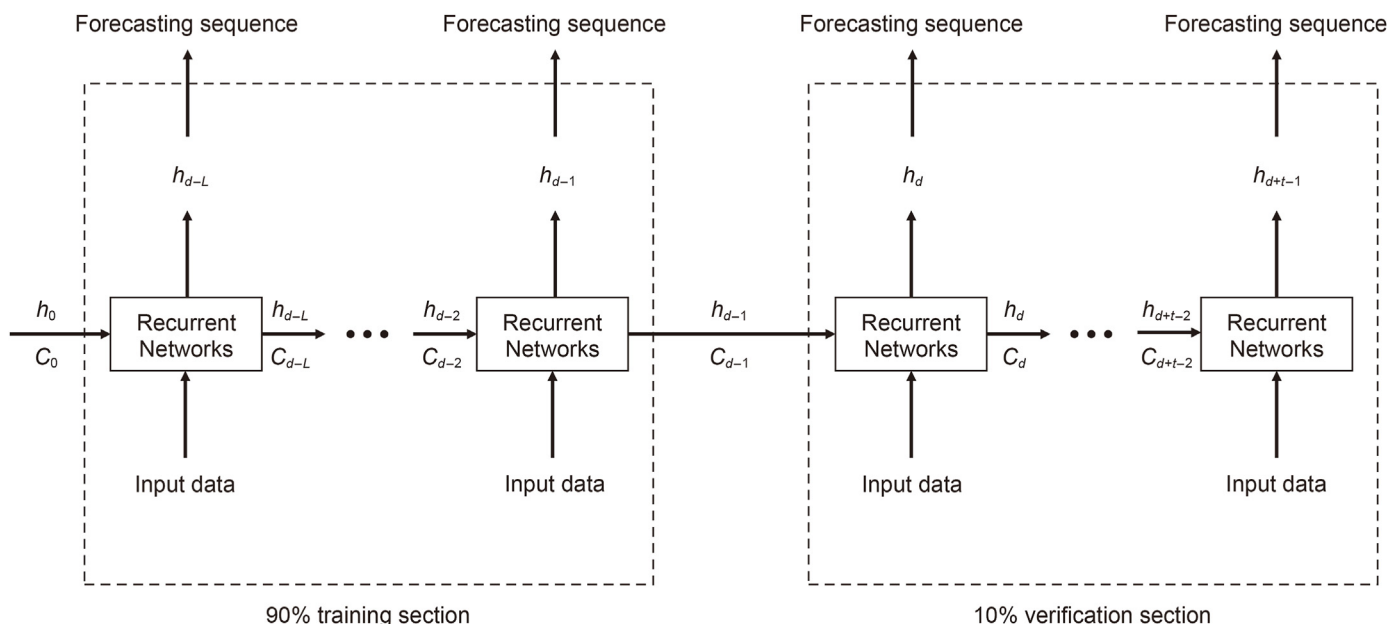 Forecasting sequence Forecasting sequence Forecasting sequence Forecasting sequence
h_{d−L} h_{d−1} h_d h_{d+t−1}
h_0 h_{d−L} h_{d−2} h_{d−1} h_d h_{d+t−2}
Recurrent Networks
Recurrent Networks
Recurrent Networks
Recurrent Networks
C_0 C_{d−L} C_{d−2} C_{d−1} C_d C_{d+t−2}
Input data Input data Input data Input data
90% training section 10% verification section